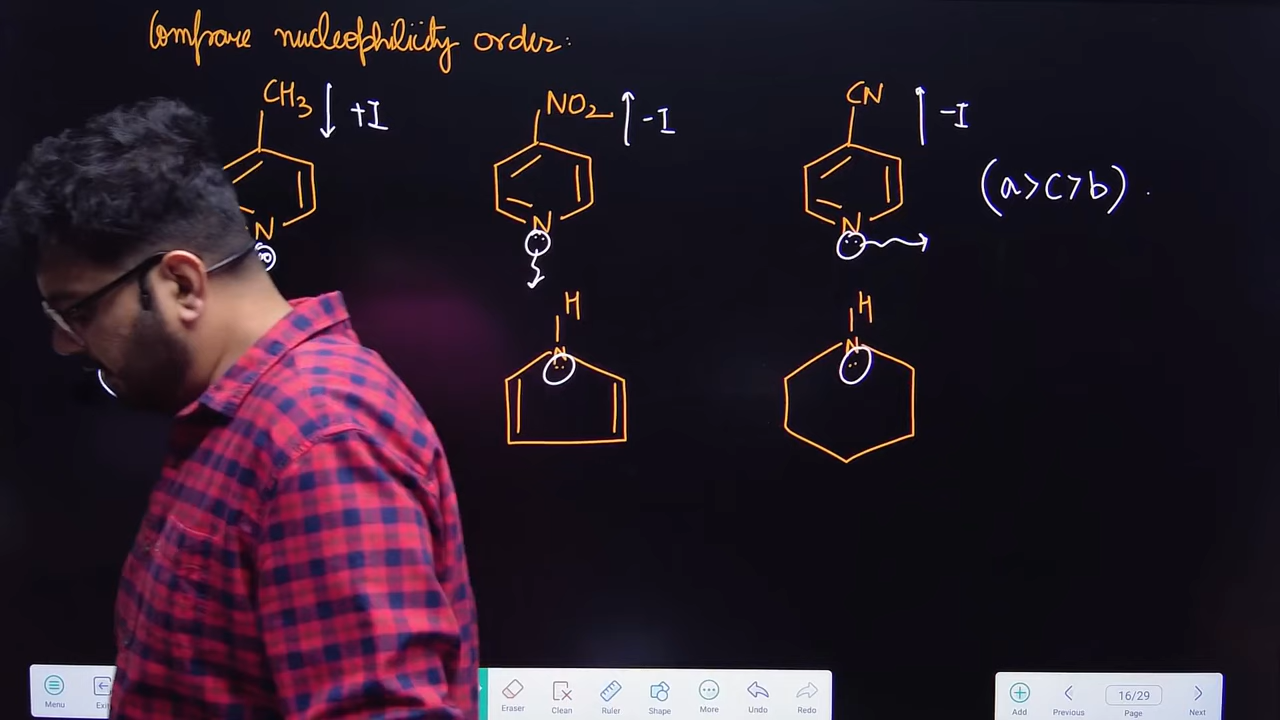 Compare nucleophilicity order:
CH3 +I
NO2 -I
CN -I
N
N
N
(a>c>b).
H
N
H
N
Menu
Eraser
Clean
Ruler
Shape
More
Undo
Redo
Add
Previous
16/29
Page
Next